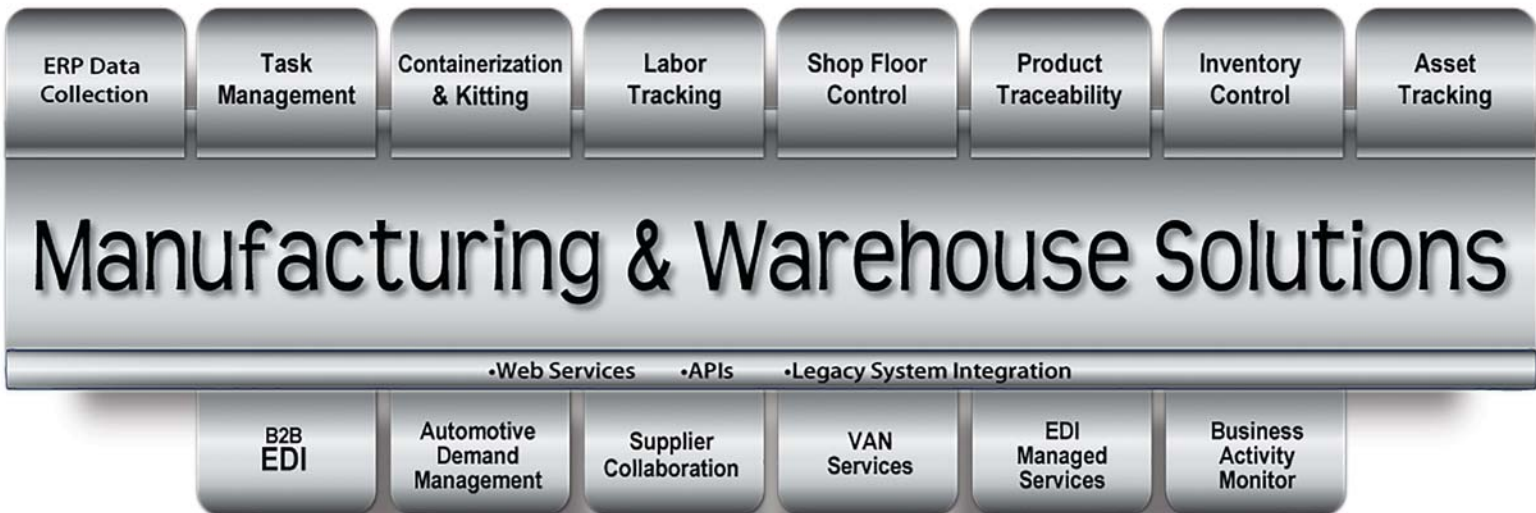 ERP Data
Collection
Task
Management
Containerization
& Kitting
Labor
Tracking
Shop Floor
Control
Product
Traceability
Inventory
Control
Asset
Tracking
Manufacturing & Warehouse Solutions
•Web Services •APIs •Legacy System Integration
B2B
EDI
Automotive
Demand
Management
Supplier
Collaboration
VAN
Services
EDI
Managed
Services
Business
Activity
Monitor